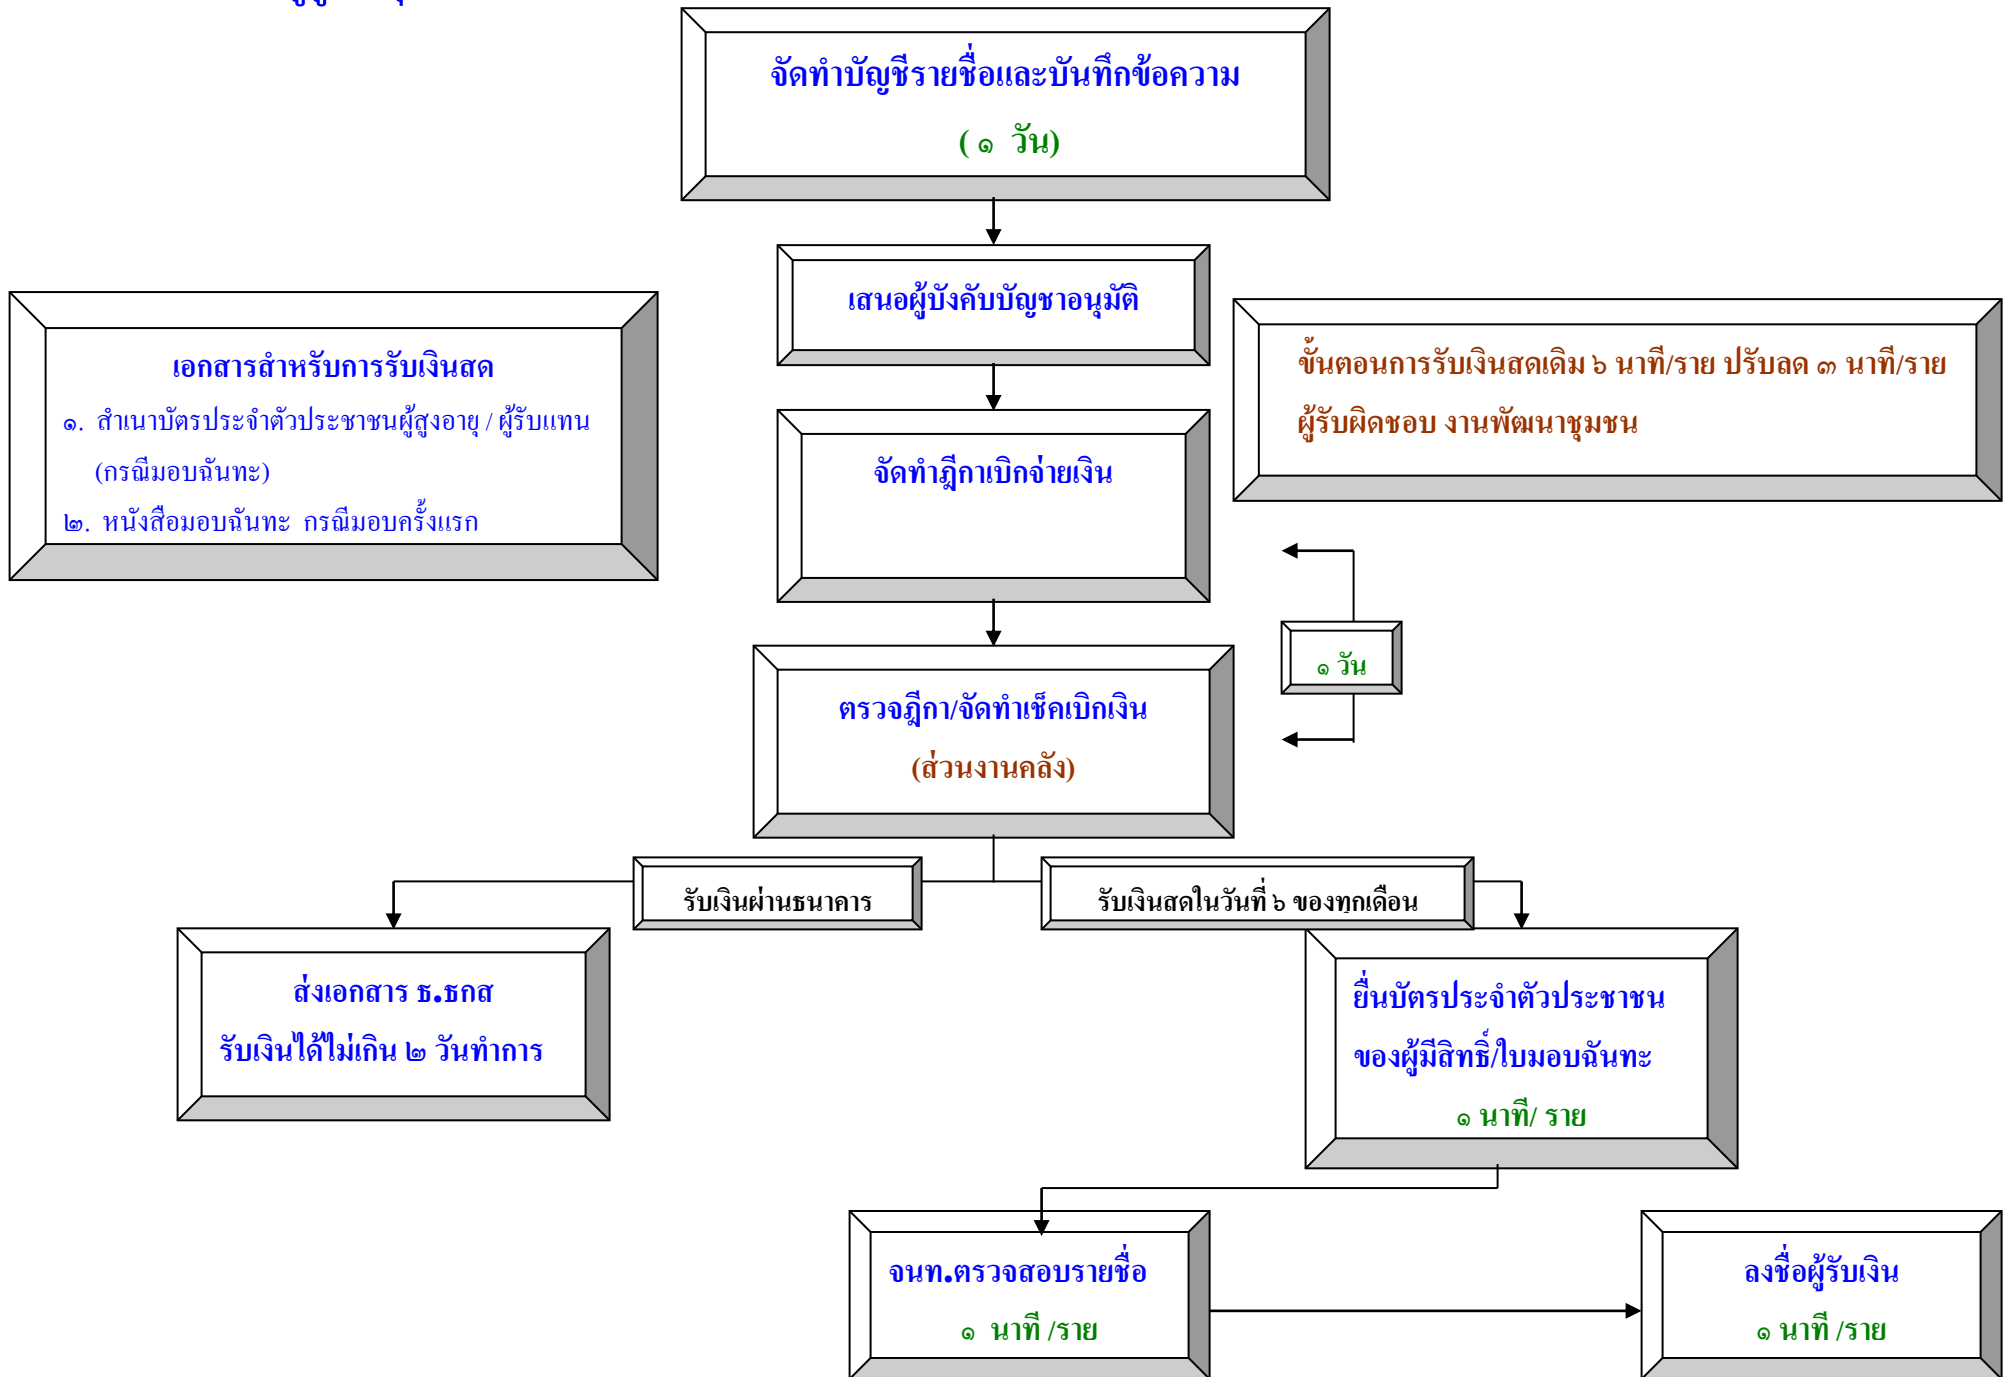 จัดทำบัญชีรายชื่อและบันทึกข้อความ
( ๑ วัน)
เสนอผู้บังคับบัญชาอนุมัติ
เอกสารสำหรับการรับเงินสด
๑. สำเนาบัตรประจำตัวประชาชนผู้สูงอายุ / ผู้รับแทน
(กรณีมอบฉันทะ)
๒. หนังสือมอบฉันทะ กรณีมอบครั้งแรก
ขั้นตอนการรับเงินสดเดิม ๖ นาที/ราย ปรับลด ๓ นาที/ราย
ผู้รับผิดชอบ งานพัฒนาชุมชน
จัดทำฎีกาเบิกจ่ายเงิน
๑ วัน
ตรวจฎีกา/จัดทำเช็คเบิกเงิน
(ส่วนงานคลัง)
รับเงินผ่านธนาคาร
รับเงินสดในวันที่ ๖ ของทุกเดือน
ส่งเอกสาร ธ.ธกส
รับเงินได้ไม่เกิน ๒ วันทำการ
ยื่นบัตรประจำตัวประชาชน
ของผู้มีสิทธิ์/ใบมอบฉันทะ
๑ นาที/ ราย
จนท.ตรวจสอบรายชื่อ
๑ นาที /ราย
ลงชื่อผู้รับเงิน
๑ นาที /ราย